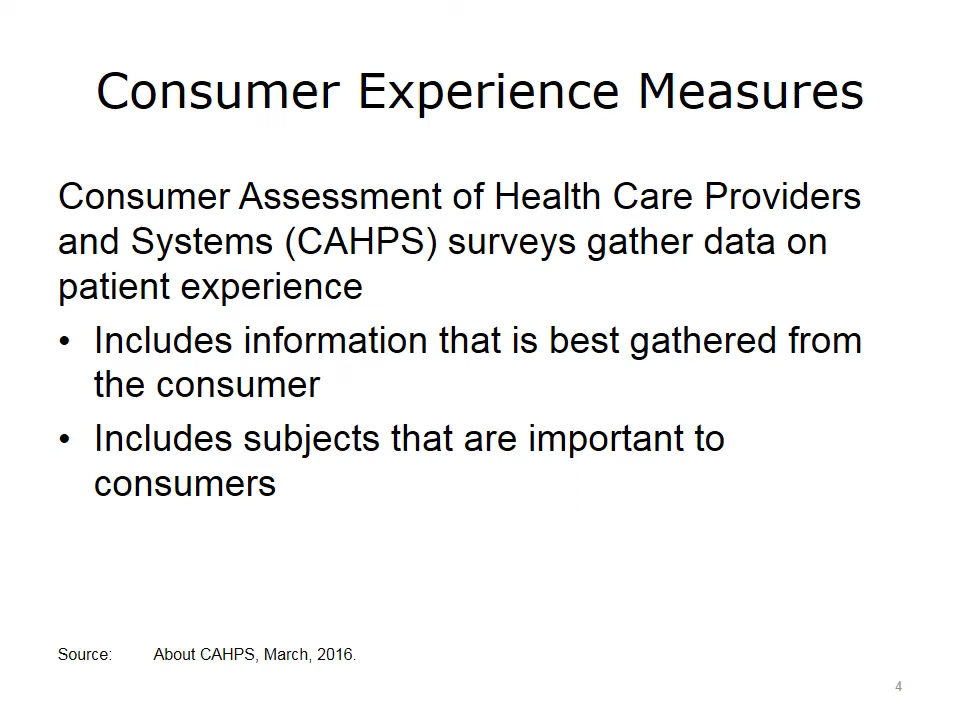 Consumer Experience Measures
Consumer Assessment of Health Care Providers
and Systems (CAHPS) surveys gather data on
patient experience
• Includes information that is best gathered from
the consumer
• Includes subjects that are important to
consumers
Source: About CAHPS, March, 2016.
4